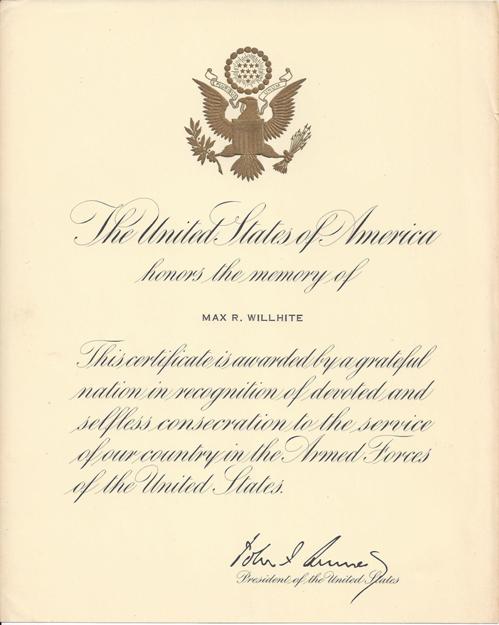 The United States of America
honors the memory of
MAX R. WILLHITE
This certificate is awarded by a grateful
nation in recognition of devoted and
selfless consecration to the service
of our country in the Armed Forces
of the United States.
President of the United States